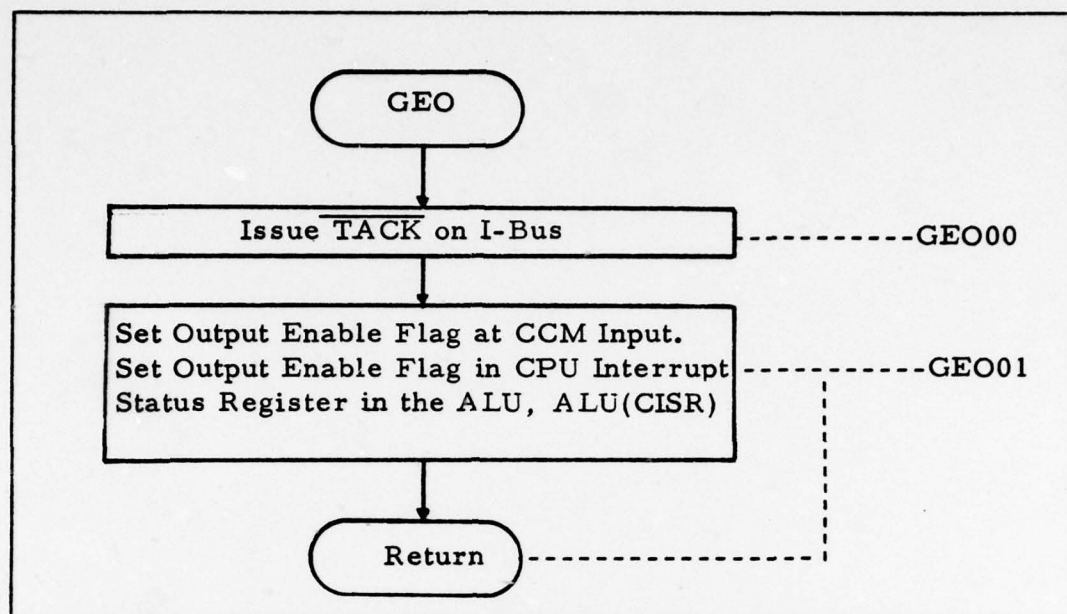 GEO
Issue TACK on I-Bus
GEO00
Set Output Enable Flag at CCM Input.
Set Output Enable Flag in CPU Interrupt
Status Register in the ALU, ALU(CISR)
GEO01
Return